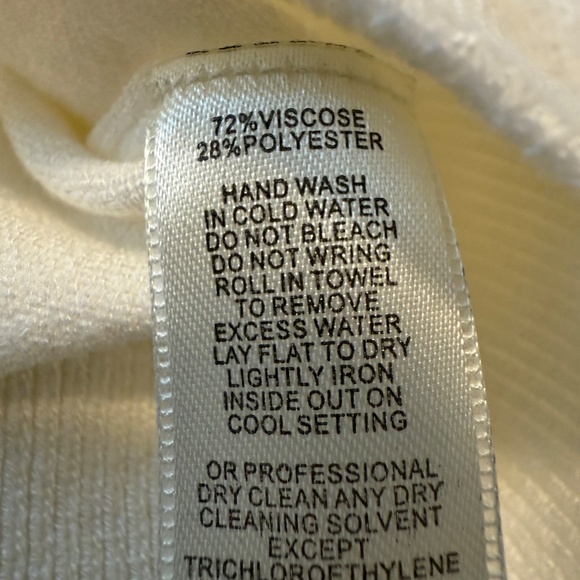 72%VISCOSE
28%POLYESTER
HAND WASH
IN COLD WATER
DO NOT BLEACH
DO NOT WRING
ROLL IN TOWEL
TO REMOVE
EXCESS WATER
LAY FLAT TO DRY
LIGHTLY IRON
INSIDE OUT ON
COOL SETTING
OR PROFESSIONAL
DRY CLEAN ANY DRY
CLEANING SOLVENT
EXCEPT
TRICHLOROETHYLENE